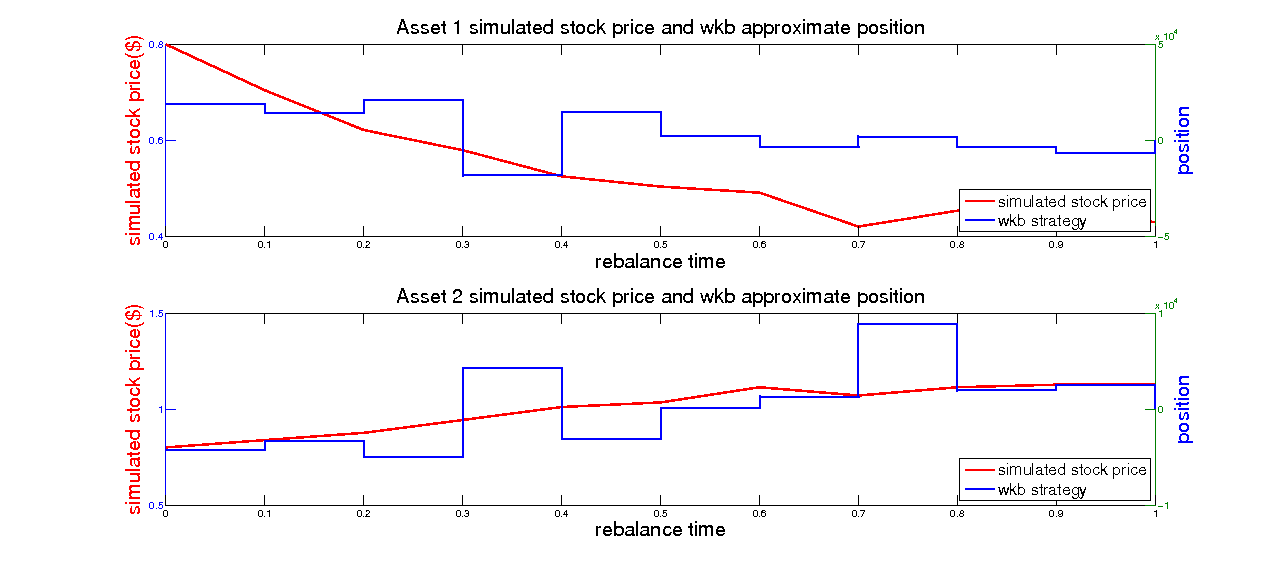 Asset 1 simulated stock price and wkb approximate position
x 10^4
simulated stock price($)
0.8
0.6
0.4
5
0
-5
position
simulated stock price
wkb strategy
0 0.1 0.2 0.3 0.4 0.5 0.6 0.7 0.8 0.9 1
rebalance time
Asset 2 simulated stock price and wkb approximate position
x 10^4
simulated stock price($)
1.5
1
0.5
1
0
-1
position
simulated stock price
wkb strategy
0 0.1 0.2 0.3 0.4 0.5 0.6 0.7 0.8 0.9 1
rebalance time